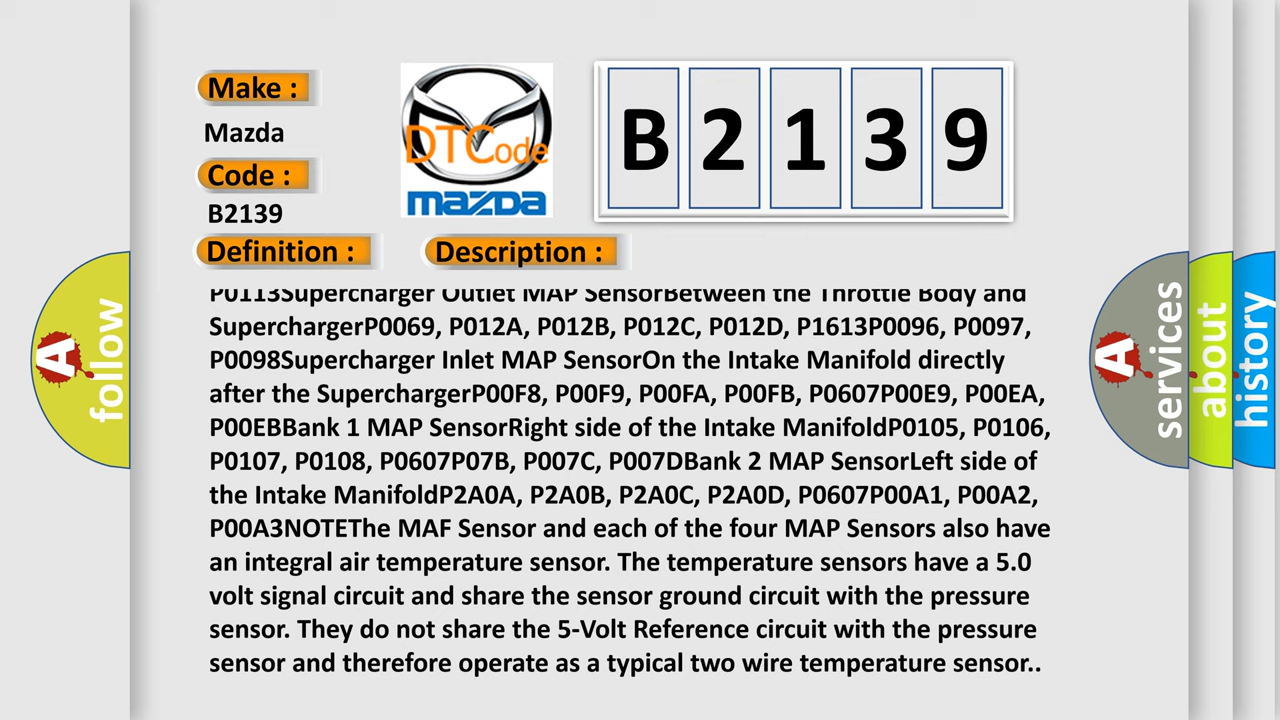 Make :
Mazda
Code :
B2139
Definition :
Description :
DTCode
mazda
B 2 1 3 9
P0113Supercharger Outlet MAP SensorBetween the Throttle Body and
SuperchargerP0069, P012A, P012B, P012C, P012D, P1613P0096, P0097,
P0098Supercharger Inlet MAP SensorOn the Intake Manifold directly
after the SuperchargerP00F8, P00F9, P00FA, P00FB, P0607P00E9, P00EA,
P00EBBank 1 MAP SensorRight side of the Intake ManifoldP0105, P0106,
P0107, P0108, P0607P07B, P007C, P007DBank 2 MAP SensorLeft side of
the Intake ManifoldP2A0A, P2A0B, P2A0C, P2A0D, P0607P00A1, P00A2,
P00A3NOTEThe MAF Sensor and each of the four MAP Sensors also have
an integral air temperature sensor. The temperature sensors have a 5.0
volt signal circuit and share the sensor ground circuit with the pressure
sensor. They do not share the 5-Volt Reference circuit with the pressure
sensor and therefore operate as a typical two wire temperature sensor..
A
follow
A
services
about
history